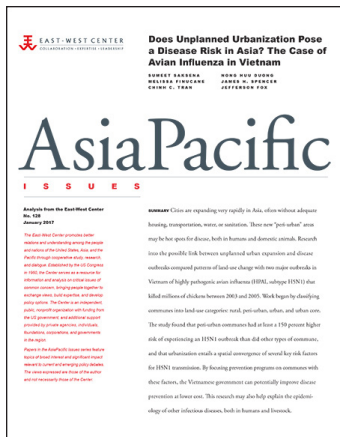 EAST-WEST CENTER
COLLABORATION • EXPERTISE • LEADERSHIP
Does Unplanned Urbanization Pose
a Disease Risk in Asia? The Case of
Avian Influenza in Vietnam
SUMEET SAKSENA HONG HUU DUONG
MELISSA FINUCANE JAMES H. SPENCER
CHINH C. TRAN JEFFERSON FOX
AsiaPacific
ISSUES
Analysis from the East-West Center
No. 128
January 2017
The East-West Center promotes better
relations and understanding among the people
and nations of the United States, Asia, and the
Pacific through cooperative study, research,
and dialogue. Established by the US Congress
in 1960, the Center serves as a resource for
information and analysis on critical issues of
common concern, bringing people together to
exchange views, build expertise, and develop
policy options. The Center is an independent,
public, nonprofit organization with funding from
the US government, and additional support
provided by private agencies, individuals,
foundations, corporations, and governments
in the region.
Papers in the AsiaPacific Issues series feature
topics of broad interest and significant impact
relevant to current and emerging policy debates.
The views expressed are those of the author
and not necessarily those of the Center.
SUMMARY Cities are expanding very rapidly in Asia, often without adequate
housing, transportation, water, or sanitation. These new “peri-urban” areas
may be hot spots for disease, both in humans and domestic animals. Research
into the possible link between unplanned urban expansion and disease
outbreaks compared patterns of land-use change with two major outbreaks in
Vietnam of highly pathogenic avian influenza (HPAI, subtype H5N1) that
killed millions of chickens between 2003 and 2005. Work began by classifying
communes into land-use categories: rural, peri-urban, urban, and urban core.
The study found that peri-urban communes had at least a 150 percent higher
risk of experiencing an H5N1 outbreak than did other types of commune,
and that urbanization entails a spatial convergence of several key risk factors
for H5N1 transmission. By focusing prevention programs on communes with
these factors, the Vietnamese government can potentially improve disease
prevention at lower cost. This research may also help explain the epidemi-
ology of other infectious diseases, both in humans and livestock.